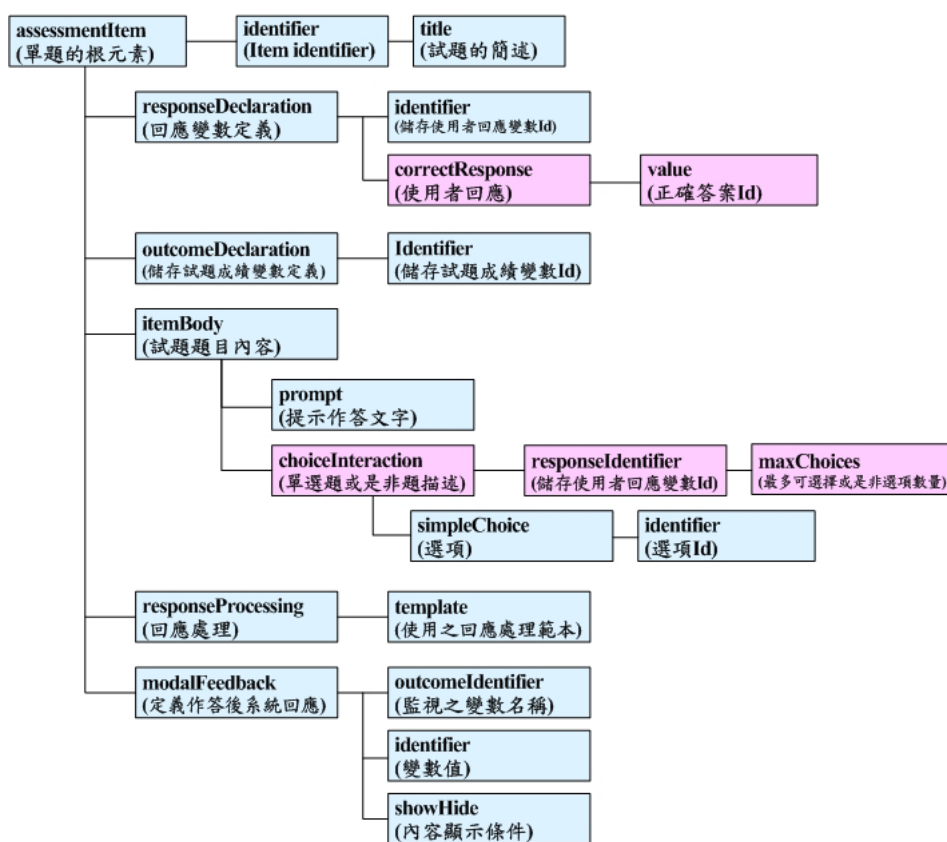 assessmentItem
(單題的根元素)
identifier
(Item identifier)
title
(試題的簡述)
responseDeclaration
(回應變數定義)
identifier
(儲存使用者回應變數Id)
correctResponse
(使用者回應)
value
(正確答案Id)
outcomeDeclaration
(儲存試題成績變數定義)
Identifier
(儲存試題成績變數Id)
itemBody
(試題題目內容)
prompt
(提示作答文字)
choiceInteraction
(單選題或是非題描述)
responseIdentifier
(儲存使用者回應變數Id)
maxChoices
(最多可選擇或是非選項數量)
simpleChoice
(選項)
identifier
(選項Id)
responseProcessing
(回應處理)
template
(使用之回應處理範本)
modalFeedback
(定義作答後系統回應)
outcomeIdentifier
(監視之變數名稱)
identifier
(變數值)
showHide
(內容顯示條件)